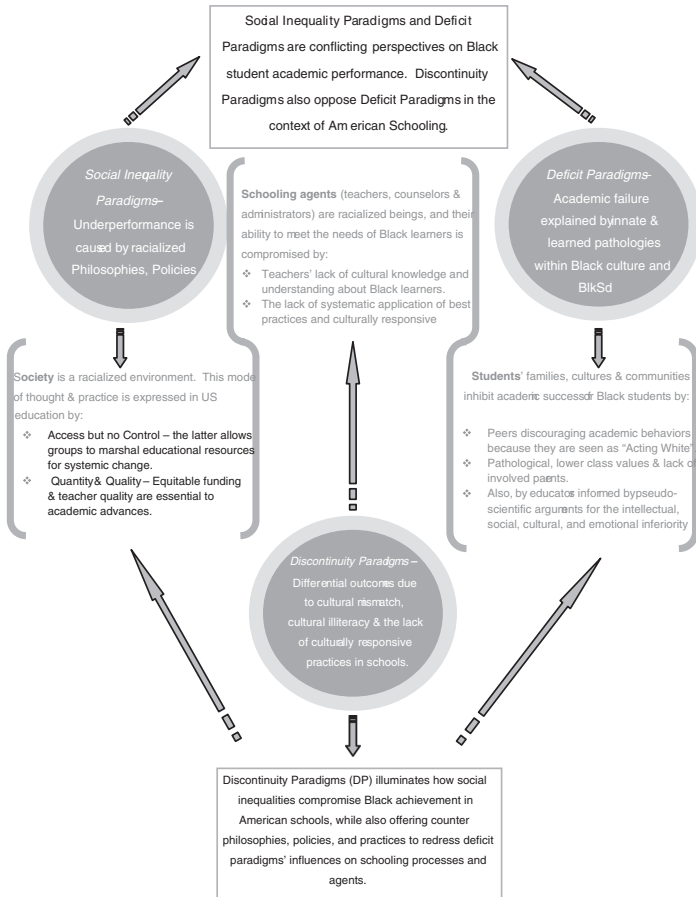 Social Inequality Paradigms and Deficit
Paradigms are conflicting perspectives on Black
student academic performance. Discontinuity
Paradigms also oppose Deficit Paradigms in the
context of American Schooling.
Social Inequality
Paradigms–
Underperformance is
caused by racialized
Philosophies, Policies
Schooling agents (teachers, counselors &
administrators) are racialized beings, and their
ability to meet the needs of Black learners is
compromised by:
❖ Teachers' lack of cultural knowledge and
understanding about Black learners.
❖ The lack of systematic application of best
practices and culturally responsive
Deficit Paradigms–
Academic failure
explained by innate &
learned pathologies
within Black culture and
BlkSd
Society is a racialized environment. This mode
of thought & practice is expressed in US
education by:
❖ Access but no Control – the latter allows
groups to marshal educational resources
for systemic change.
❖ Quantity & Quality – Equitable funding
& teacher quality are essential to
academic advances.
Students' families, cultures & communities
inhibit academic success for Black students by:
❖ Peers discouraging academic behaviors
because they are seen as "Acting White".
❖ Pathological, lower class values & lack of
involved parents.
❖ Also, by educators informed by pseudo-
scientific arguments for the intellectual,
social, cultural, and emotional inferiority
Discontinuity Paradigms –
Differential outcomes due
to cultural mismatch,
cultural illiteracy & the lack
of culturally responsive
practices in schools.
Discontinuity Paradigms (DP) illuminates how social
inequalities compromise Black achievement in
American schools, while also offering counter
philosophies, policies, and practices to redress deficit
paradigms' influences on schooling processes and
agents.